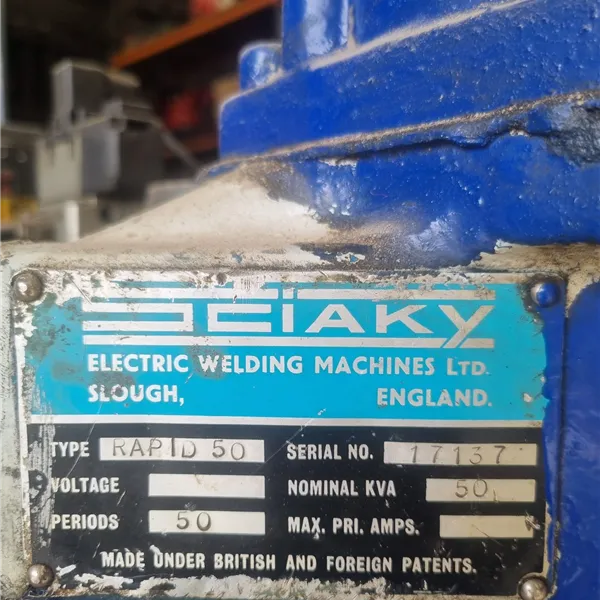 SCIAKY
ELECTRIC WELDING MACHINES LTD.
SLOUGH, ENGLAND.
TYPE RAPID 50 SERIAL NO. 17137
VOLTAGE NOMINAL KVA 50
PERIODS 50 MAX. PRI. AMPS.
MADE UNDER BRITISH AND FOREIGN PATENTS.